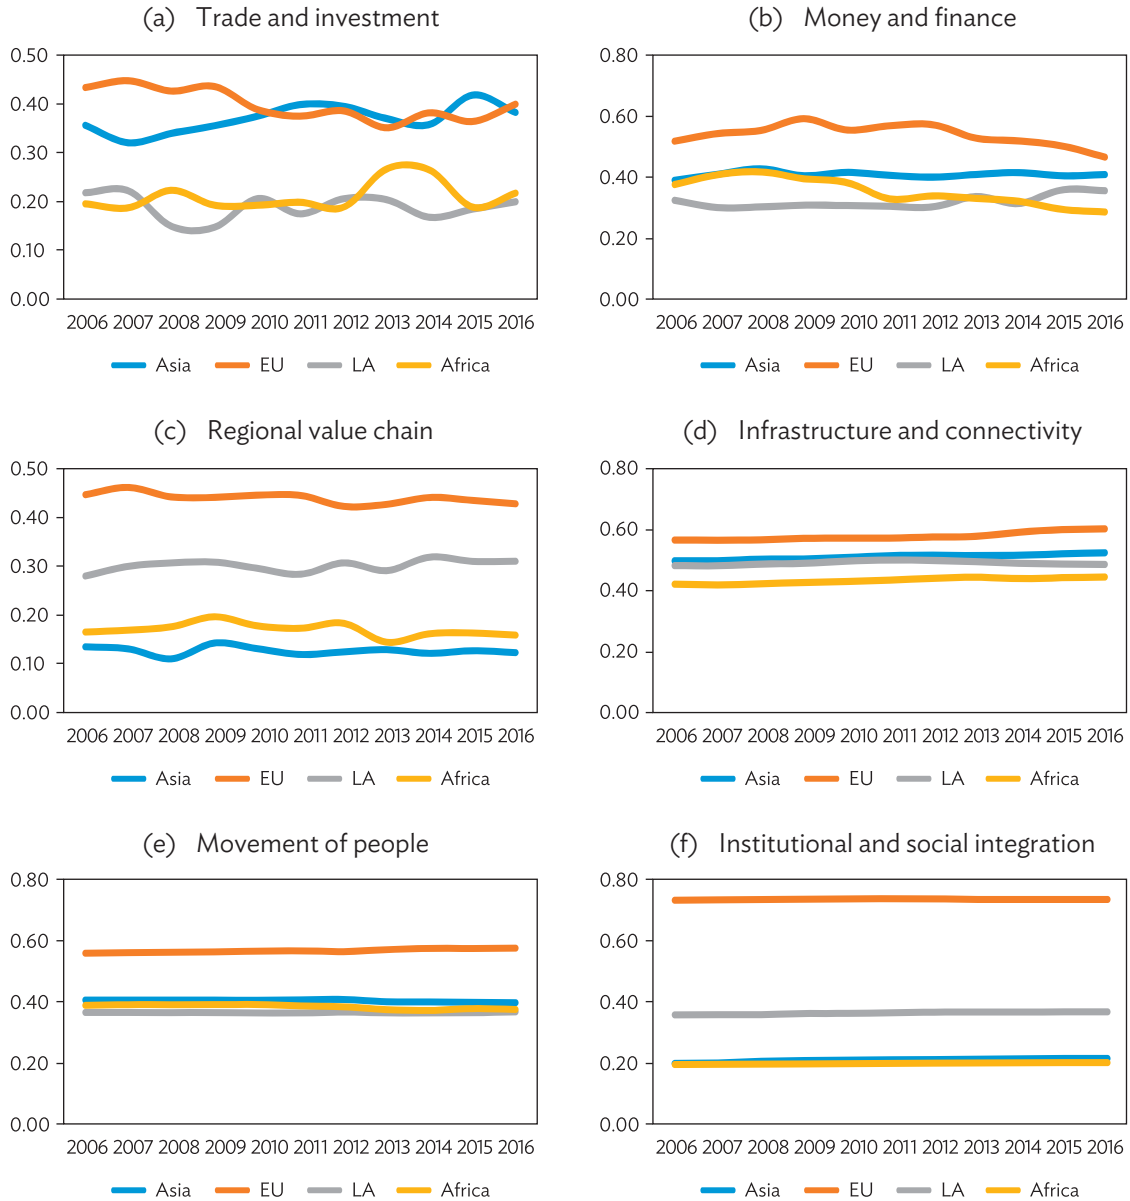 (a) Trade and investment
0.50
0.40
0.30
0.20
0.10
0.00
2006 2007 2008 2009 2010 2011 2012 2013 2014 2015 2016
Asia EU LA Africa
(b) Money and finance
0.80
0.60
0.40
0.20
0.00
2006 2007 2008 2009 2010 2011 2012 2013 2014 2015 2016
Asia EU LA Africa
(c) Regional value chain
0.50
0.40
0.30
0.20
0.10
0.00
2006 2007 2008 2009 2010 2011 2012 2013 2014 2015 2016
Asia EU LA Africa
(d) Infrastructure and connectivity
0.80
0.60
0.40
0.20
0.00
2006 2007 2008 2009 2010 2011 2012 2013 2014 2015 2016
Asia EU LA Africa
(e) Movement of people
0.80
0.60
0.40
0.20
0.00
2006 2007 2008 2009 2010 2011 2012 2013 2014 2015 2016
Asia EU LA Africa
(f) Institutional and social integration
0.80
0.60
0.40
0.20
0.00
2006 2007 2008 2009 2010 2011 2012 2013 2014 2015 2016
Asia EU LA Africa